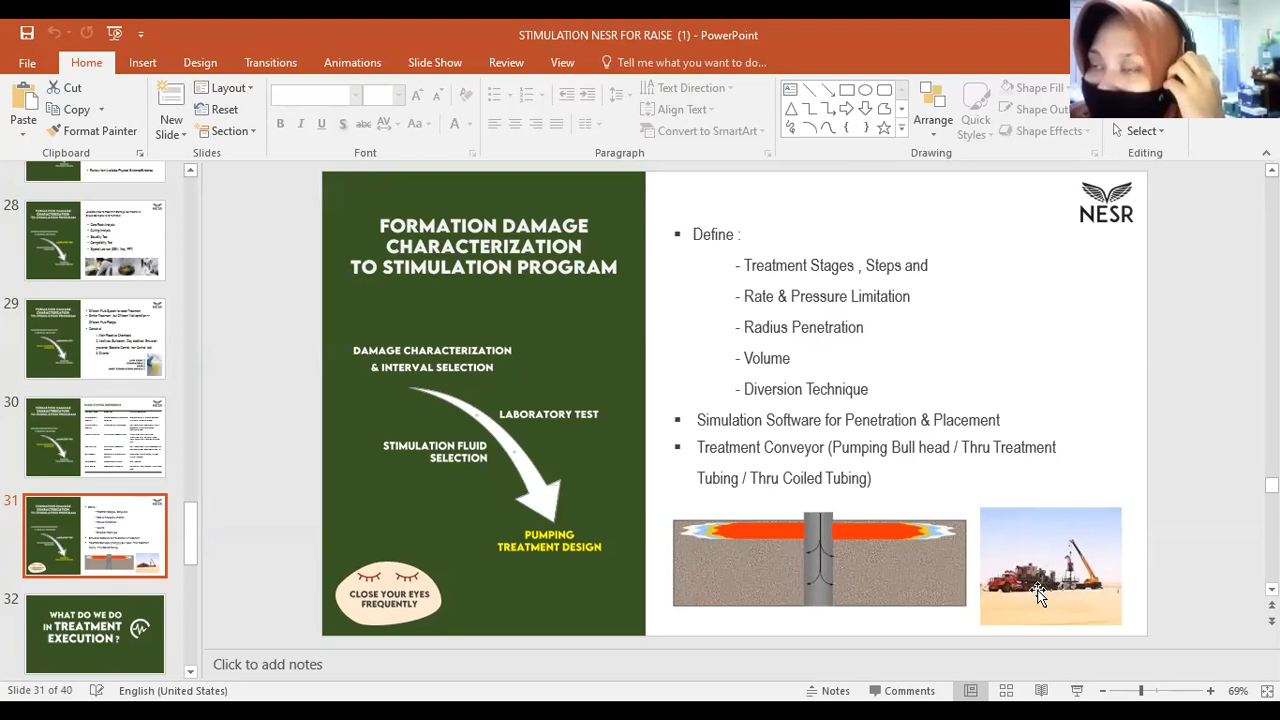 STIMULATION NESR FOR RAISE (1) - PowerPoint
File
Home
Insert
Design
Transitions
Animations
Slide Show
Review
View
Tell me what you want to do...
Paste
Cut
Copy
Format Painter
Clipboard
New
Slide
Layout
Reset
Section
Slides
B I U S abc AV Aa A
Font
Text Direction
Align Text
Convert to SmartArt
Paragraph
Arrange
Quick
Styles
Shape Fill
Shape Effects
Drawing
Select
Editing
28
29
30
31
32
WHAT DO WE DO
IN TREATMENT
EXECUTION ?
FORMATION DAMAGE
CHARACTERIZATION
TO STIMULATION PROGRAM
DAMAGE CHARACTERIZATION
& INTERVAL SELECTION
LABORATORY TEST
STIMULATION FLUID
SELECTION
PUMPING
TREATMENT DESIGN
CLOSE YOUR EYES
FREQUENTLY
NESR
▪ Define :
- Treatment Stages , Steps and
- Rate & Pressure Limitation
- Radius Penetration
- Volume
- Diversion Technique
▪ Simulation Software for Penetration & Placement
▪ Treatment Conveyer (Pumping Bull head / Thru Treatment
Tubing / Thru Coiled Tubing)
Click to add notes
Slide 31 of 40
English (United States)
Notes
Comments
69%